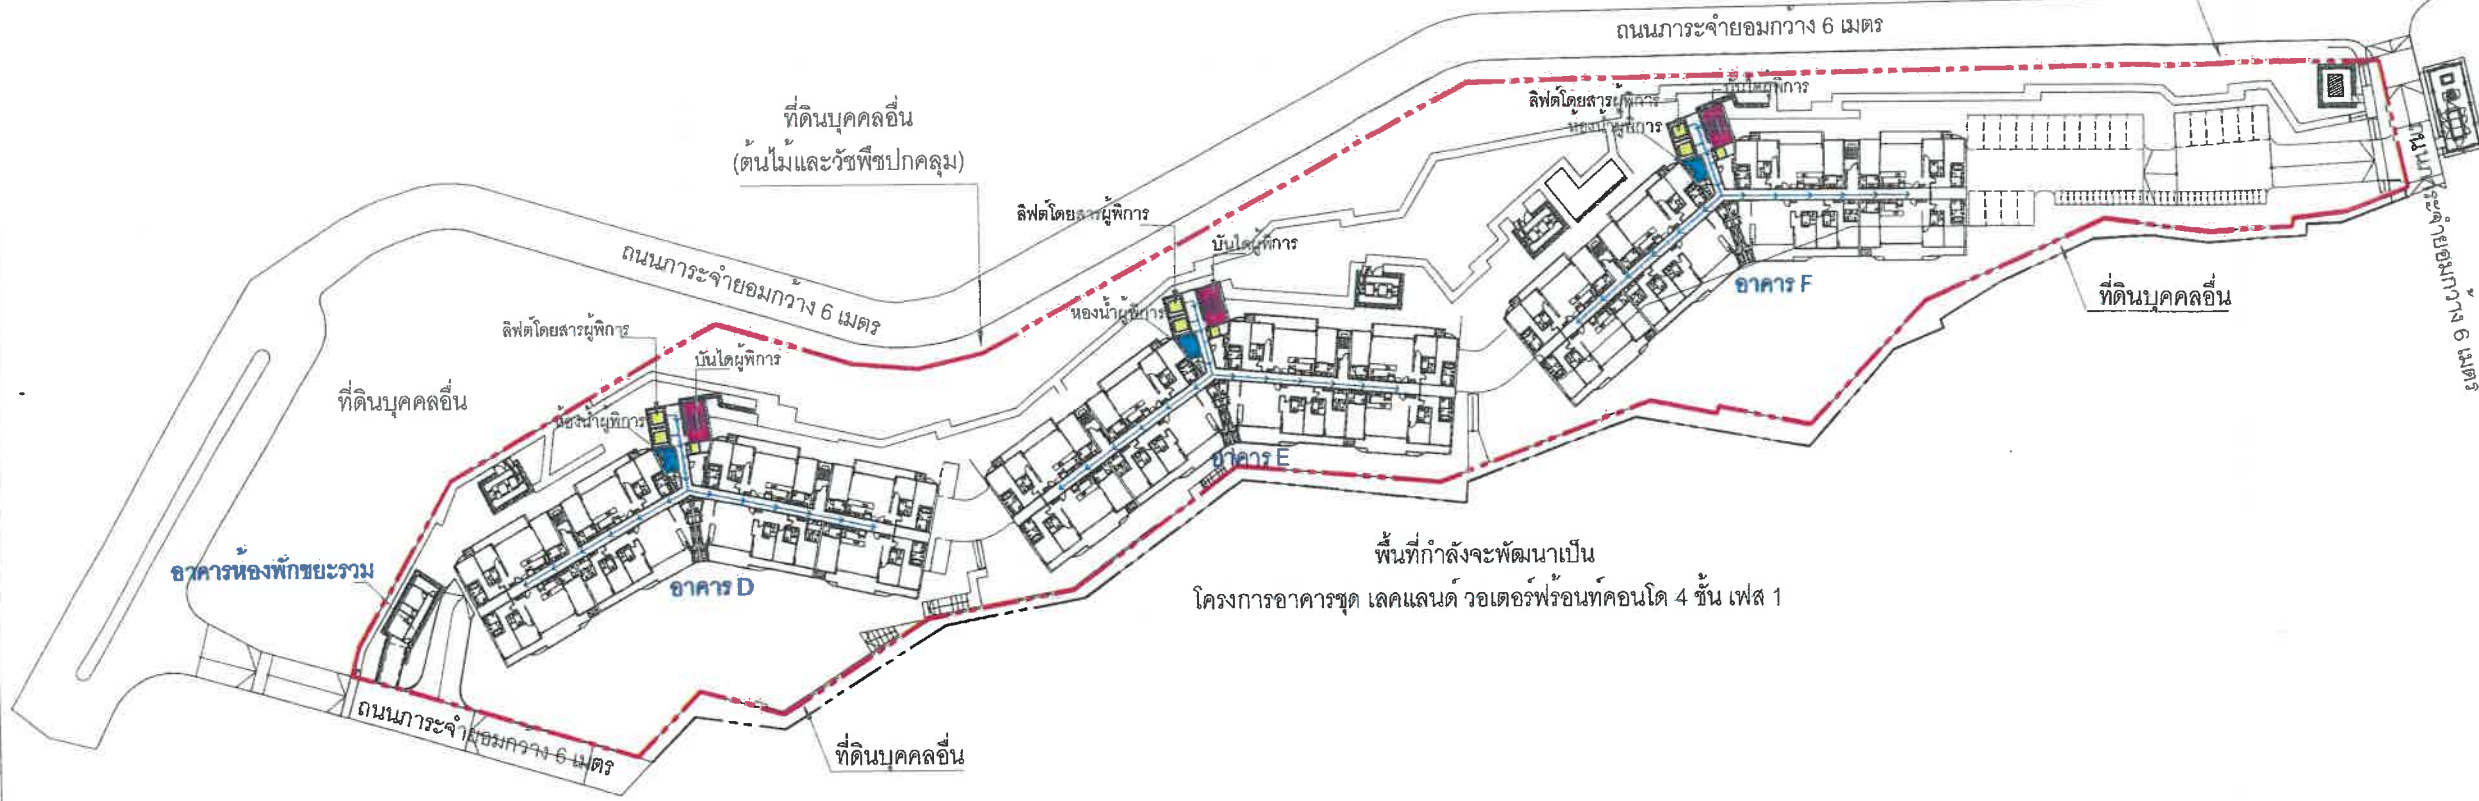 ถนนภาระจำยอมกว้าง 6 เมตร
ที่ดินบุคคลอื่น
(ต้นไม้และวัชพืชปกคลุม)
ลิฟต์โดยสารผู้พิการ
บันไดผู้พิการ
ห้องน้ำผู้พิการ
อาคาร F
ที่ดินบุคคลอื่น
ถนนภาระจำยอมกว้าง 6 เมตร
ลิฟต์โดยสารผู้พิการ
บันไดผู้พิการ
ห้องน้ำผู้พิการ
อาคาร E
ถนนภาระจำยอมกว้าง 6 เมตร
ลิฟต์โดยสารผู้พิการ
บันไดผู้พิการ
ห้องน้ำผู้พิการ
ที่ดินบุคคลอื่น
อาคารห้องพักขยะรวม
อาคาร D
พื้นที่กำลังจะพัฒนาเป็น
โครงการอาคารชุด เลคแลนด์ วอเตอร์ฟร้อนท์คอนโด 4 ชั้น เฟส 1
ถนนภาระจำยอมกว้าง 6 เมตร
ที่ดินบุคคลอื่น